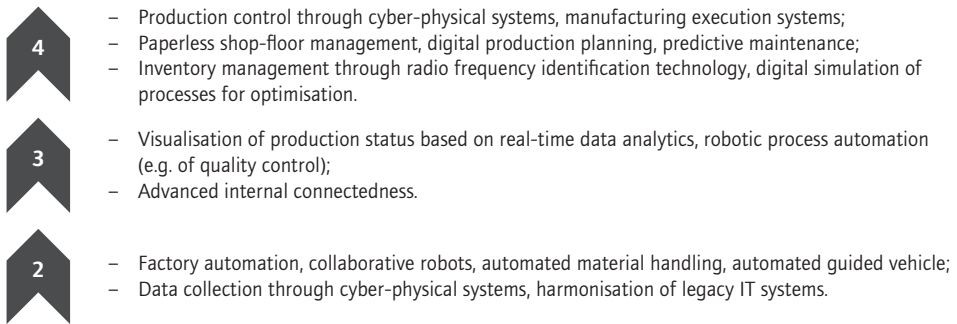 4
– Production control through cyber-physical systems, manufacturing execution systems;
– Paperless shop-floor management, digital production planning, predictive maintenance;
– Inventory management through radio frequency identification technology, digital simulation of
processes for optimisation.
3
– Visualisation of production status based on real-time data analytics, robotic process automation
(e.g. of quality control);
– Advanced internal connectedness.
2
– Factory automation, collaborative robots, automated material handling, automated guided vehicle;
– Data collection through cyber-physical systems, harmonisation of legacy IT systems.